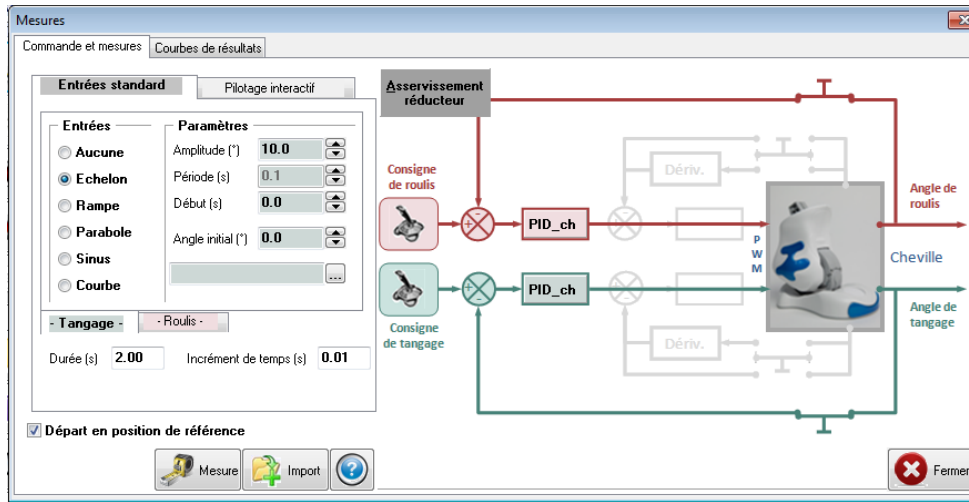 Mesures
Commande et mesures
Courbes de résultats
Entrées standard
Pilotage interactif
Entrées
Aucune
Echelon
Rampe
Parabole
Sinus
Courbe
Paramètres
Amplitude (°) 10.0
Période (s) 0.1
Début (s) 0.0
Angle initial (°) 0.0
...
- Tangage -
- Roulis -
Durée (s) 2.00
Incrément de temps (s) 0.01
Départ en position de référence
Mesure
Import
?
Fermer
Asservissement
réducteur
Consigne
de roulis
+
-
PID_ch
Dériv.
+
-
Angle de
roulis
P
W
M
Cheville
+
-
PID_ch
+
-
Angle de
tangage
Consigne
de tangage
Dériv.